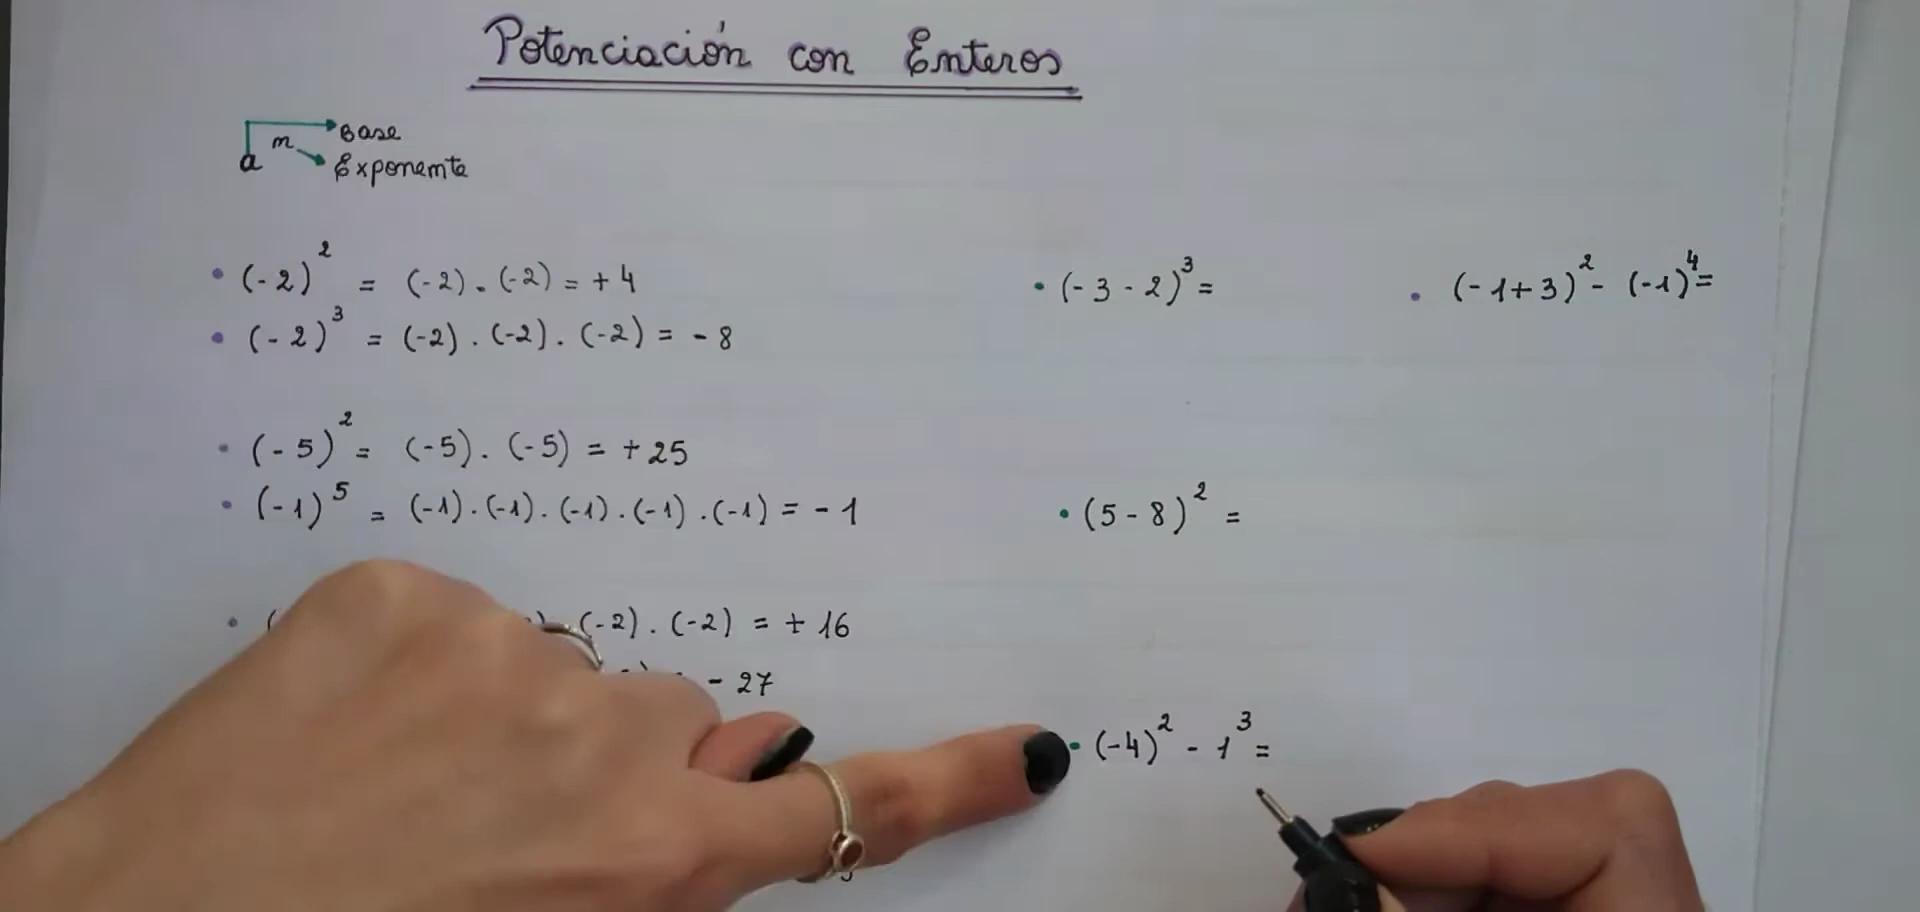 Potenciación con Enteros
Base
a^m
Exponente
• (-2)^2 = (-2) . (-2) = +4
• (-2)^3 = (-2) . (-2) . (-2) = -8
• (-5)^2 = (-5) . (-5) = +25
• (-1)^5 = (-1) . (-1) . (-1) . (-1) . (-1) = -1
• ( (-2) . (-2) = +16
- 27
• (-3 - 2)^3 =
• (5 - 8)^2 =
• (-4)^2 - 1^3 =
• (-1+3)^2 - (-1)^4 =